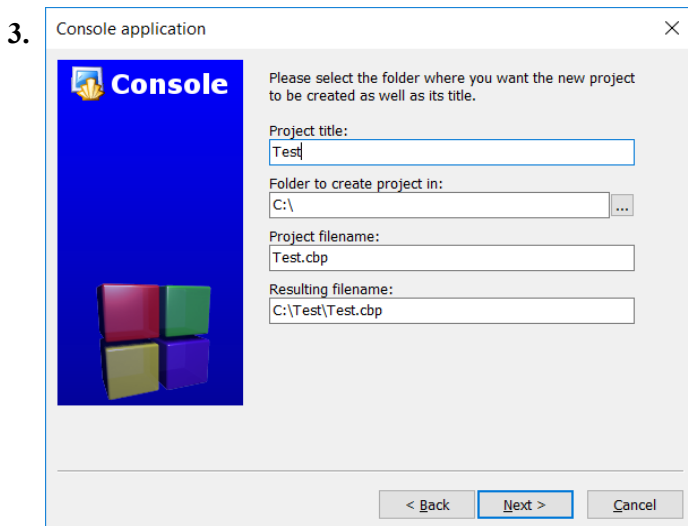 3.
Console application
Console
Please select the folder where you want the new project
to be created as well as its title.
Project title:
Test
Folder to create project in:
C:\
...
Project filename:
Test.cbp
Resulting filename:
C:\Test\Test.cbp
< Back
Next >
Cancel